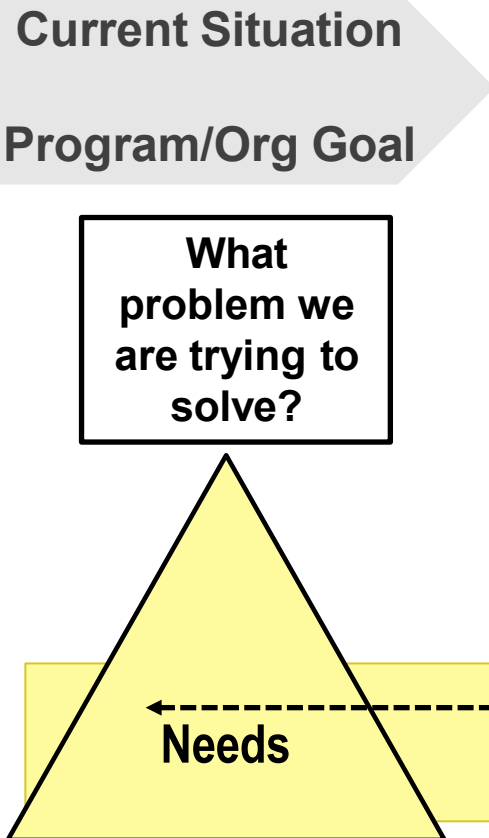 Current Situation
Program/Org Goal
What
problem we
are trying to
solve?
Needs